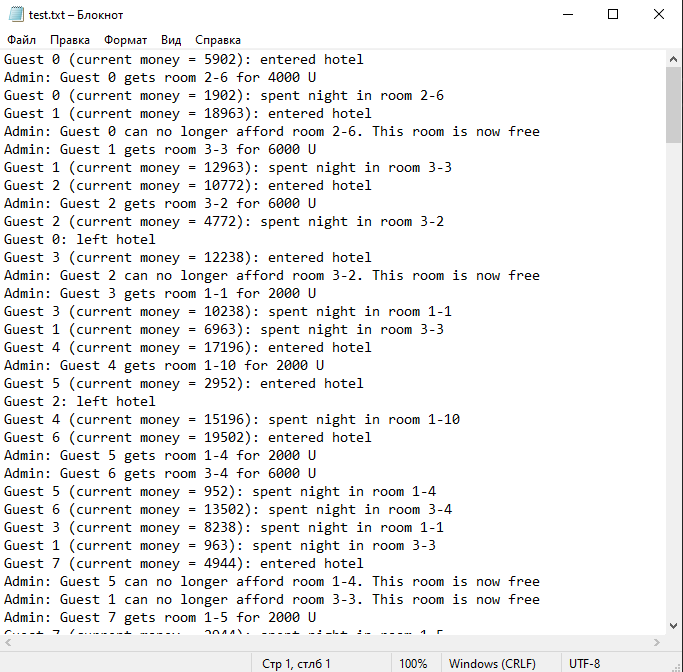 test.txt – Блокнот
Файл Правка Формат Вид Справка
Guest 0 (current money = 5902): entered hotel
Admin: Guest 0 gets room 2-6 for 4000 U
Guest 0 (current money = 1902): spent night in room 2-6
Guest 1 (current money = 18963): entered hotel
Admin: Guest 0 can no longer afford room 2-6. This room is now free
Admin: Guest 1 gets room 3-3 for 6000 U
Guest 1 (current money = 12963): spent night in room 3-3
Guest 2 (current money = 10772): entered hotel
Admin: Guest 2 gets room 3-2 for 6000 U
Guest 2 (current money = 4772): spent night in room 3-2
Guest 0: left hotel
Guest 3 (current money = 12238): entered hotel
Admin: Guest 2 can no longer afford room 3-2. This room is now free
Admin: Guest 3 gets room 1-1 for 2000 U
Guest 3 (current money = 10238): spent night in room 1-1
Guest 1 (current money = 6963): spent night in room 3-3
Guest 4 (current money = 17196): entered hotel
Admin: Guest 4 gets room 1-10 for 2000 U
Guest 5 (current money = 2952): entered hotel
Guest 2: left hotel
Guest 4 (current money = 15196): spent night in room 1-10
Guest 6 (current money = 19502): entered hotel
Admin: Guest 5 gets room 1-4 for 2000 U
Admin: Guest 6 gets room 3-4 for 6000 U
Guest 5 (current money = 952): spent night in room 1-4
Guest 6 (current money = 13502): spent night in room 3-4
Guest 3 (current money = 8238): spent night in room 1-1
Guest 1 (current money = 963): spent night in room 3-3
Guest 7 (current money = 4944): entered hotel
Admin: Guest 5 can no longer afford room 1-4. This room is now free
Admin: Guest 1 can no longer afford room 3-3. This room is now free
Admin: Guest 7 gets room 1-5 for 2000 U
Guest 7 (current money = 2944): spent night in room 1-5
Стр 1, стлб 1 100% Windows (CRLF) UTF-8